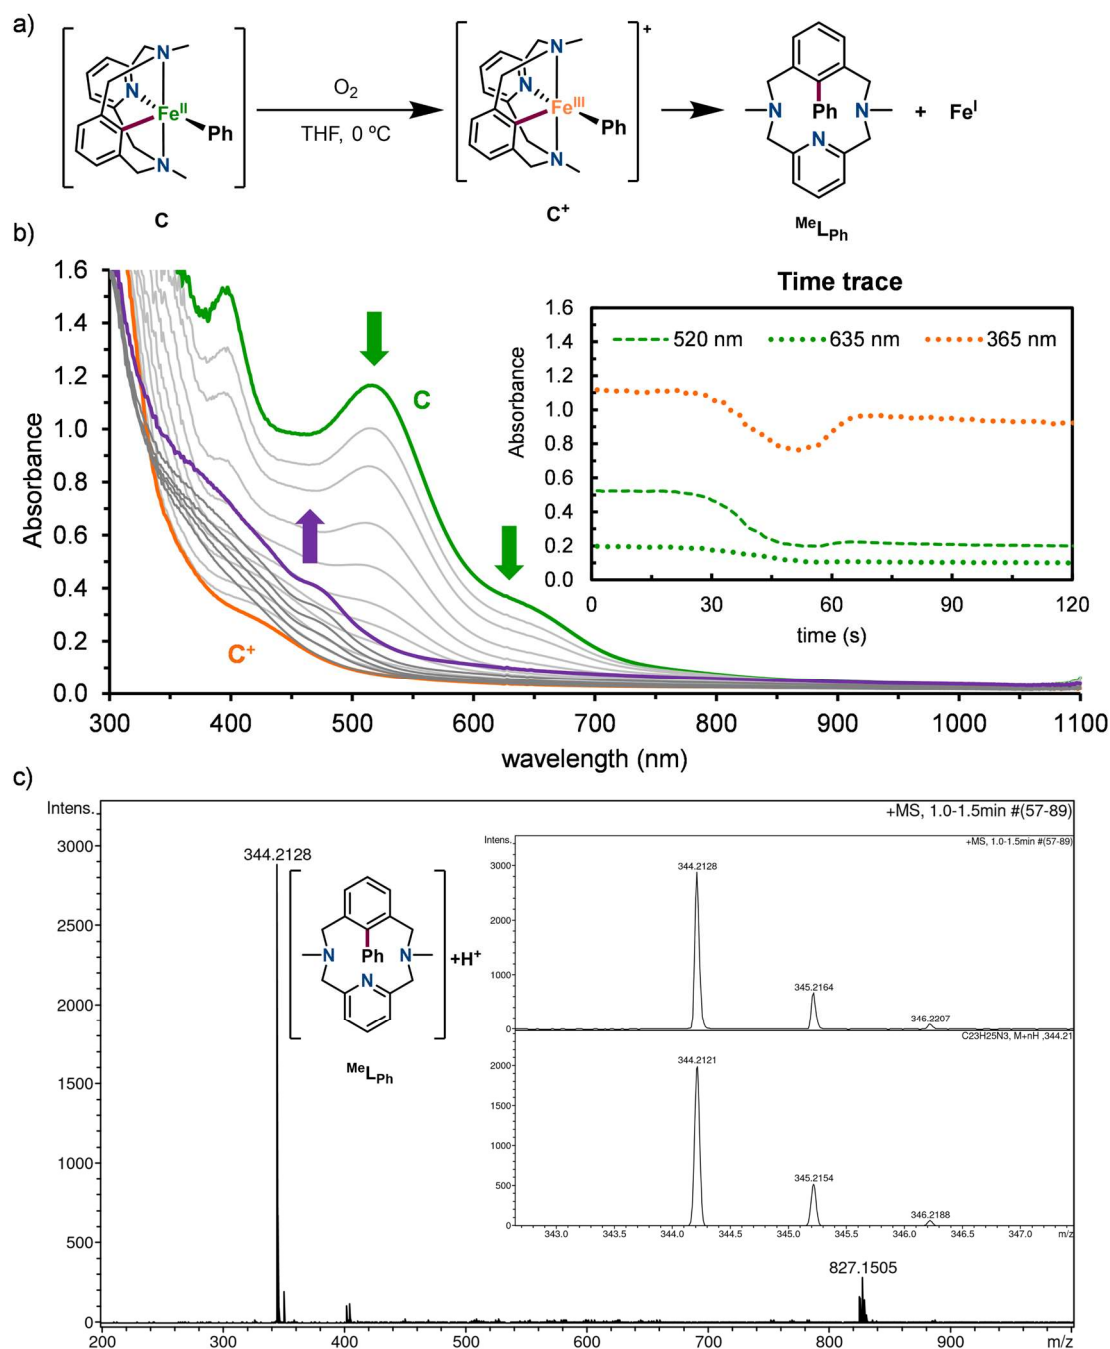 a)
N
N
Fe^II
Ph
N
C
O₂
THF, 0 ºC
+
N
N
Fe^III
Ph
N
C⁺
Ph
N
N
N
+ Fe^I
^MeL_Ph
b)
Absorbance
1.6
1.4
1.2
1.0
0.8
0.6
0.4
0.2
0.0
C
C⁺
300 400 500 600 700 800 900 1000 1100
wavelength (nm)
Time trace
520 nm 635 nm 365 nm
Absorbance
1.6
1.4
1.2
1.0
0.8
0.6
0.4
0.2
0.0
0 30 60 90 120
time (s)
c)
Intens.
+MS, 1.0-1.5min #(57-89)
3000
2500
2000
1500
1000
500
0
344.2128
N
Ph
N
N
+H⁺
^MeL_Ph
827.1505
200 300 400 500 600 700 800 900 m/z
Intens.
+MS, 1.0-1.5min #(57-89)
3000
2000
1000
0
344.2128
345.2164
346.2207
C23H25N3, M+nH ,344.21
2000
1500
1000
500
0
344.2121
345.2154
346.2188
343.0 343.5 344.0 344.5 345.0 345.5 346.0 346.5 347.0 m/z